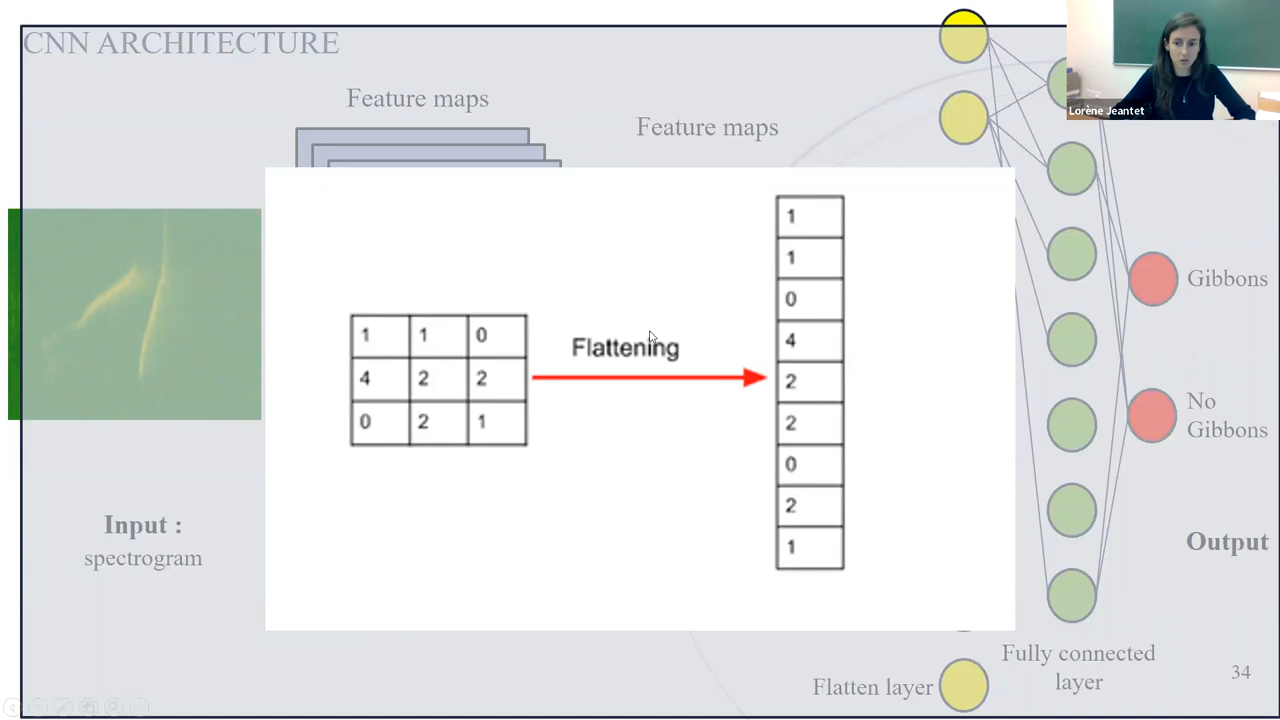 CNN ARCHITECTURE
Lorène Jeantet
Feature maps
Feature maps
1 1 0
4 2 2
0 2 1
Flattening
1
1
0
4
2
2
0
2
1
Gibbons
No
Gibbons
Input :
spectrogram
Output
Fully connected
layer
Flatten layer
34